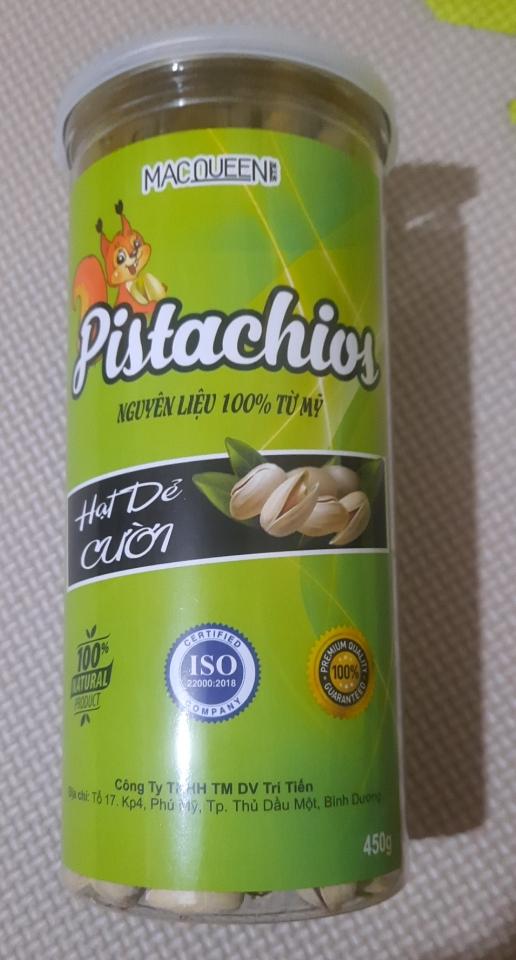 MACQUEEN
Pistachios
NGUYÊN LIỆU 100% TỪ MỸ
Hạt Dẻ
CƯỜI
100%
NATURAL
PRODUCT
CERTIFIED
ISO
22000:2018
COMPANY
PREMIUM QUALITY
100%
GUARANTEED
Công Ty TNHH TM DV Trí Tiến
Địa chỉ: Tổ 17. Kp4, Phú Mỹ, Tp. Thủ Dầu Một, Bình Dương
450g